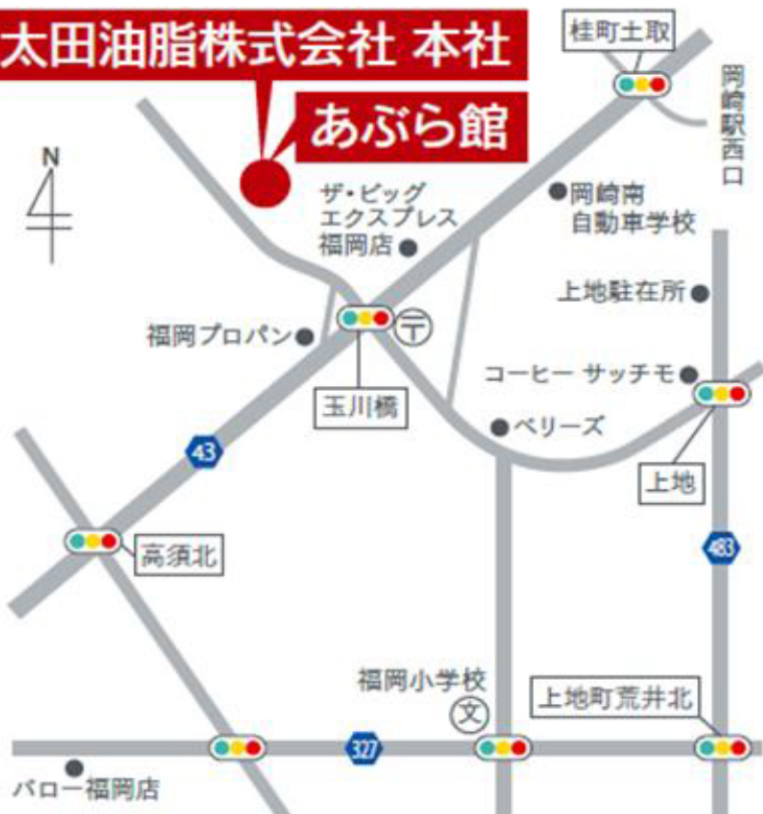 太田油脂株式会社 本社
あぶら館
桂町土取
岡崎駅西口
N
ザ・ビッグ
エクスプレス
福岡店
岡崎南
自動車学校
上地駐在所
福岡プロパン
〒
コーヒー サッチモ
玉川橋
ベリーズ
上地
43
高須北
483
福岡小学校
文
上地町荒井北
327
バロー福岡店